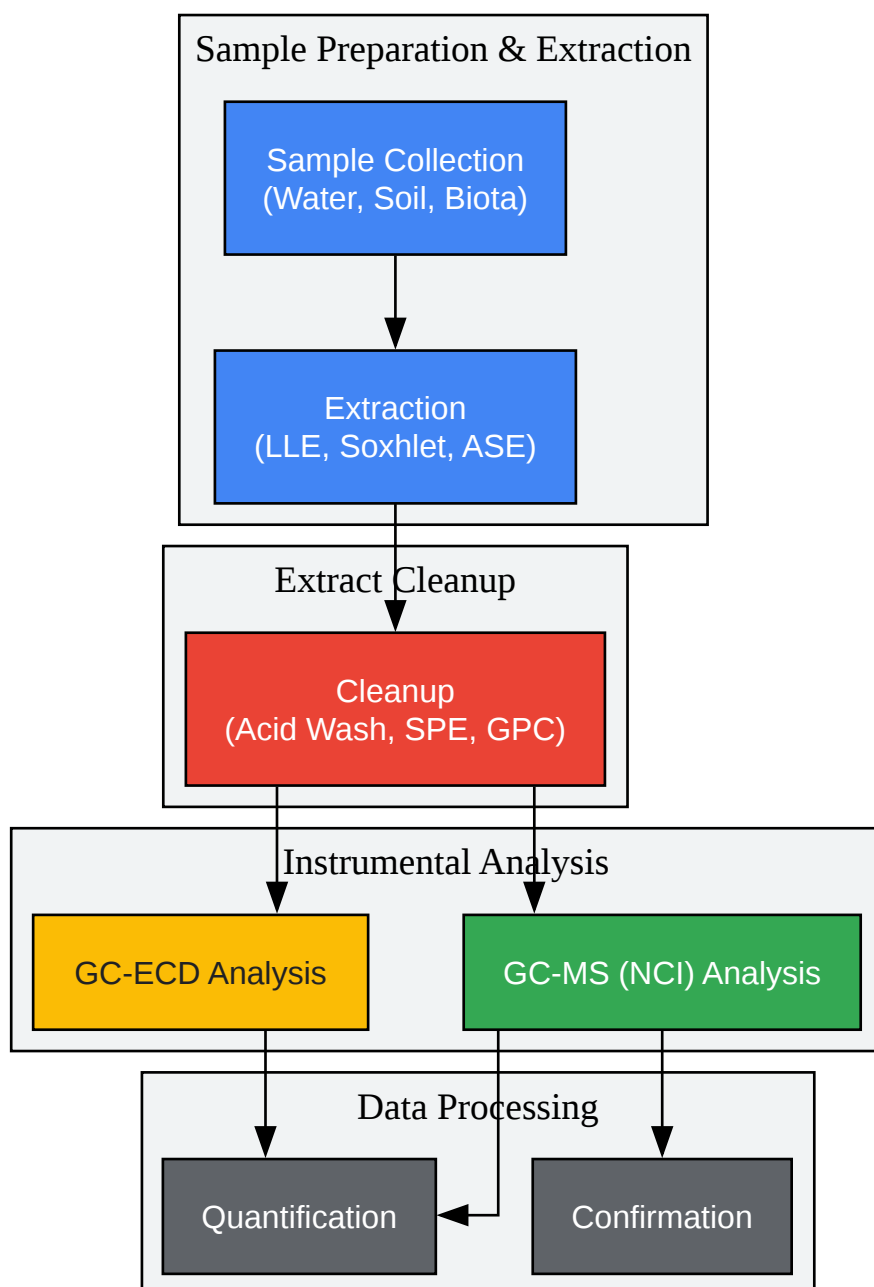 Sample Preparation & Extraction
Sample Collection
(Water, Soil, Biota)
Extraction
(LLE, Soxhlet, ASE)
Extract Cleanup
Cleanup
(Acid Wash, SPE, GPC)
Instrumental Analysis
GC-ECD Analysis
GC-MS (NCI) Analysis
Data Processing
Quantification
Confirmation